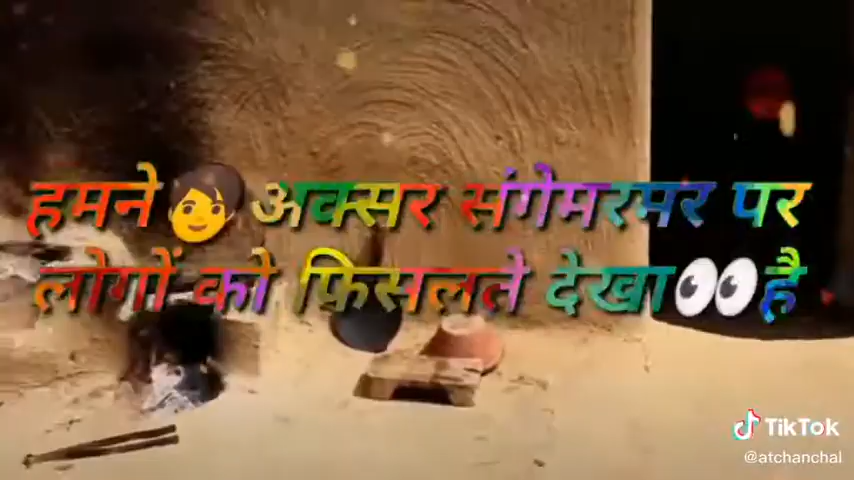 हमने🧑अक्सर संगेमरमर पर
लोगों को फिसलते देखा👀है
TikTok
@atchanchal